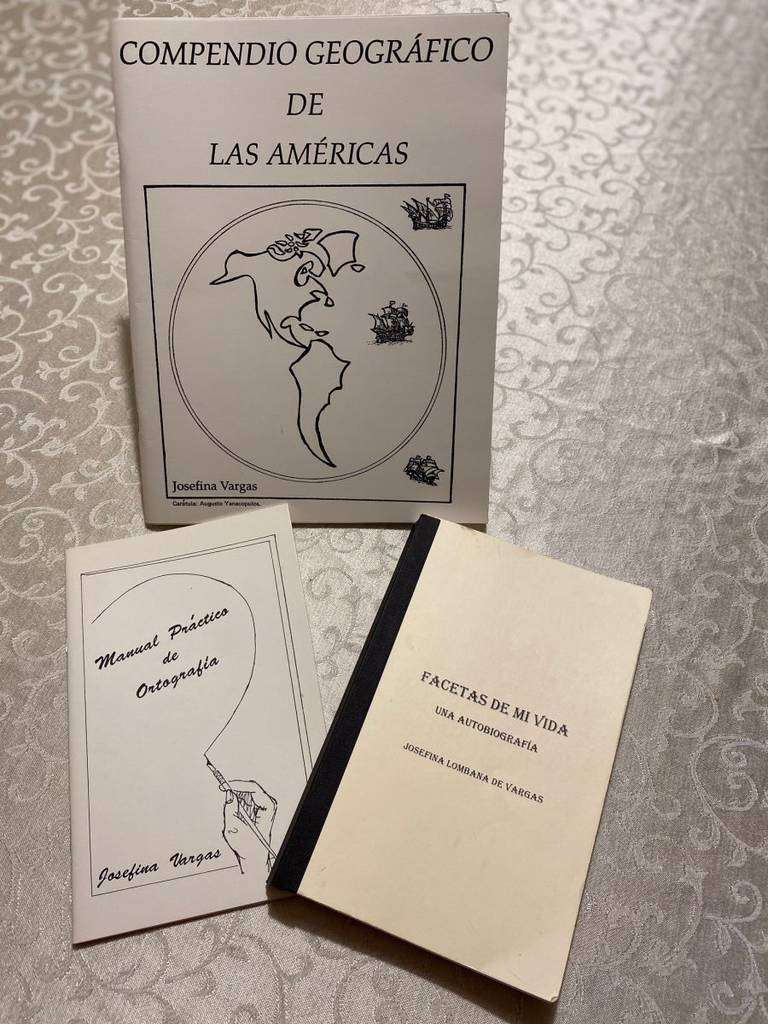 COMPENDIO GEOGRÁFICO
DE
LAS AMÉRICAS
Josefina Vargas
Carátula: Augusto Yanacopulos.
Manual Práctico
de
Ortografía
Josefina Vargas
FACETAS DE MI VIDA
UNA AUTOBIOGRAFÍA
JOSEFINA LOMBANA DE VARGAS